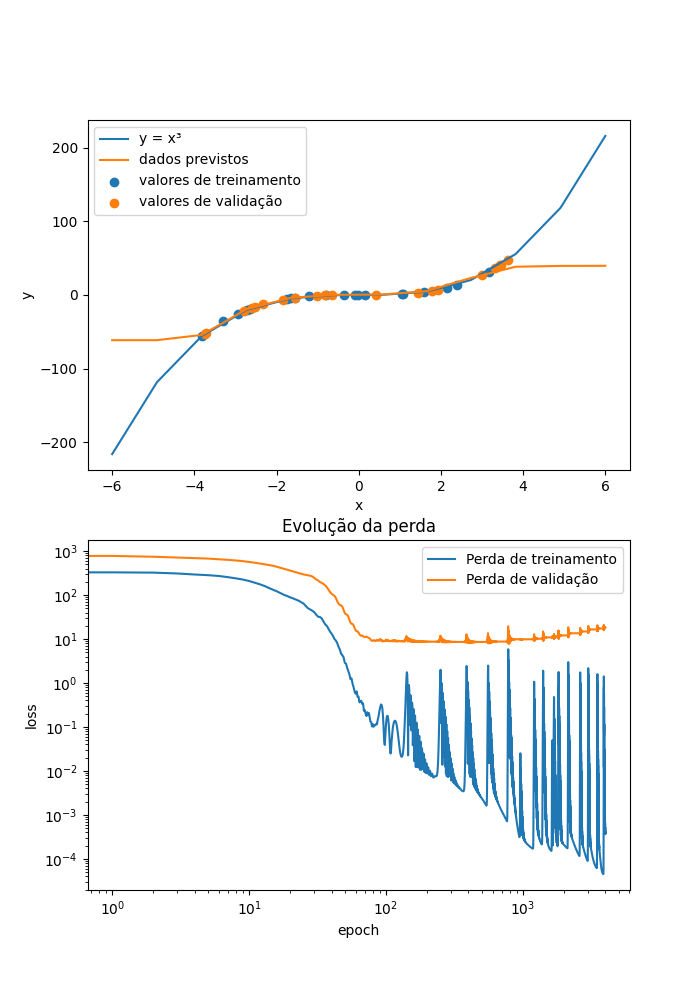 y = x³
dados previstos
valores de treinamento
valores de validação
200
100
0
−100
−200
y
−6 −4 −2 0 2 4 6
x
Evolução da perda
Perda de treinamento
Perda de validação
10³
10²
10¹
10⁰
10⁻¹
10⁻²
10⁻³
10⁻⁴
loss
10⁰ 10¹ 10² 10³
epoch